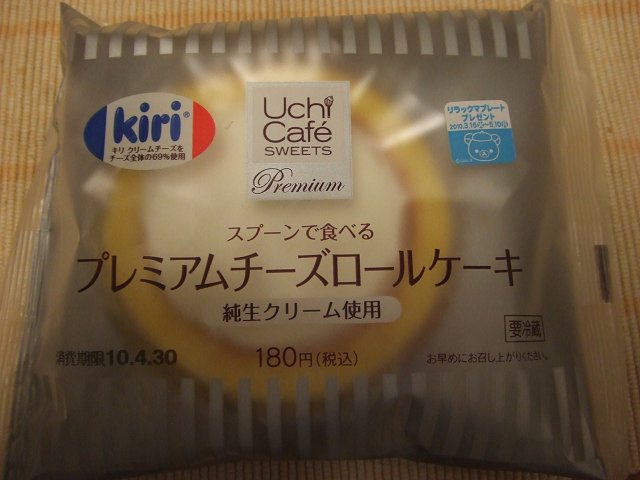 kiri®
キリ クリームチーズを
チーズ全体の69%使用
Uchi
Café
SWEETS
Premium
リラックマプレート
プレゼント
スプーンで食べる
プレミアムチーズロールケーキ
純生クリーム使用
消費期限10.4.30
180円(税込)
要冷蔵
お早めにお召し上がりください。